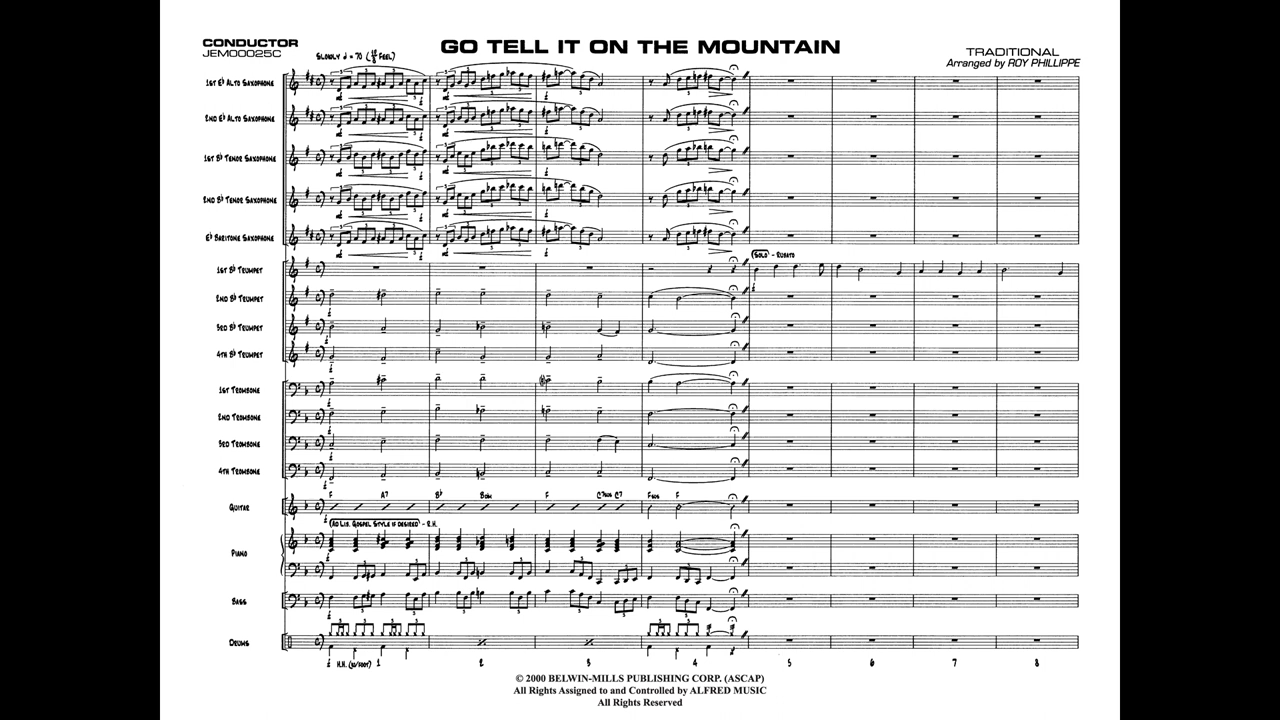 CONDUCTOR
JEM00025C
GO TELL IT ON THE MOUNTAIN
TRADITIONAL
Arranged by ROY PHILLIPPE
SLOWLY ♩ = 70 (12/8 FEEL)
1ST E♭ ALTO SAXOPHONE
2ND E♭ ALTO SAXOPHONE
1ST B♭ TENOR SAXOPHONE
2ND B♭ TENOR SAXOPHONE
E♭ BARITONE SAXOPHONE
(SOLO) - RUBATO
1ST B♭ TRUMPET
2ND B♭ TRUMPET
3RD B♭ TRUMPET
4TH B♭ TRUMPET
1ST TROMBONE
2ND TROMBONE
3RD TROMBONE
4TH TROMBONE
F A7 B♭ BDIM F C7SUS C7 FSUS F
GUITAR
(AD LIB. GOSPEL STYLE IF DESIRED) - R.H.
PIANO
BASS
DRUMS
H.H. (W/FOOT) 1 2 3 4 5 6 7 8
© 2000 BELWIN-MILLS PUBLISHING CORP. (ASCAP)
All Rights Assigned to and Controlled by ALFRED MUSIC
All Rights Reserved